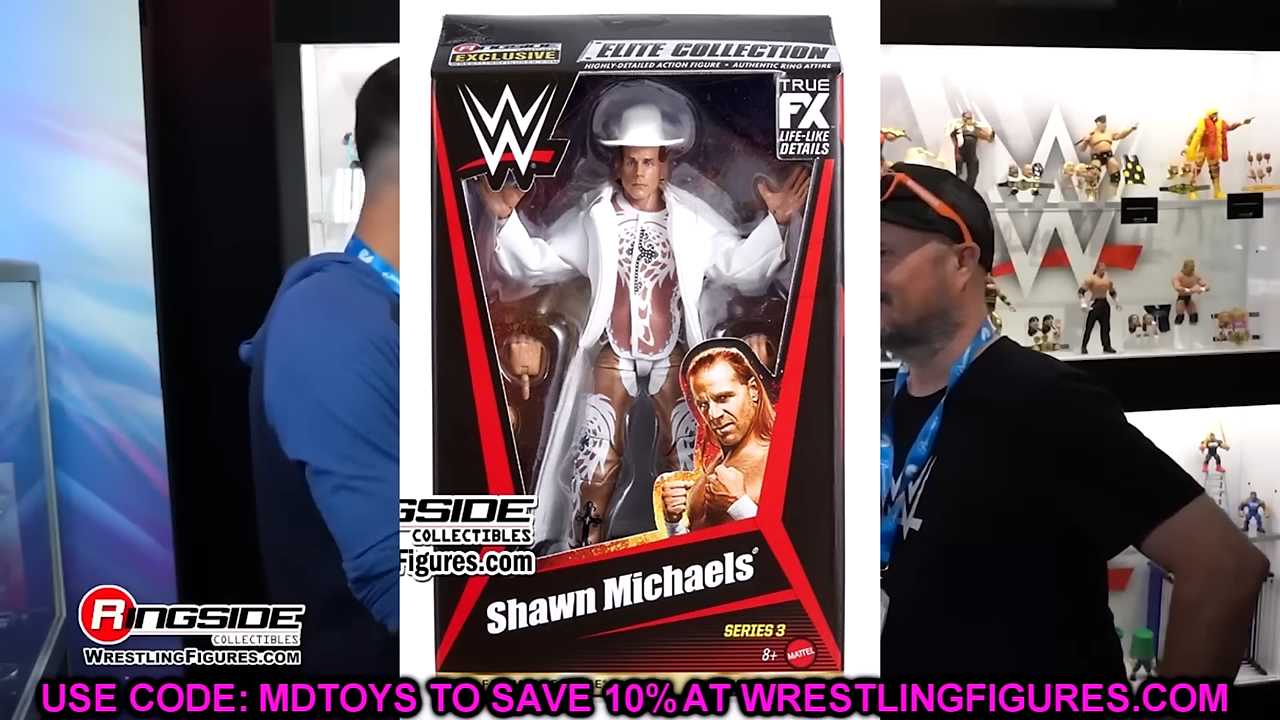 RINGSIDE
EXCLUSIVE
ELITE COLLECTION
HIGHLY-DETAILED ACTION FIGURE • AUTHENTIC RING ATTIRE
W
TRUE
FX
LIFE-LIKE
DETAILS
GSIDE
COLLECTIBLES
Figures.com
Shawn Michaels®
SERIES 3
8+
MATTEL
RINGSIDE
COLLECTIBLES
WRESTLINGFIGURES.COM
USE CODE: MDTOYS TO SAVE 10% AT WRESTLINGFIGURES.COM